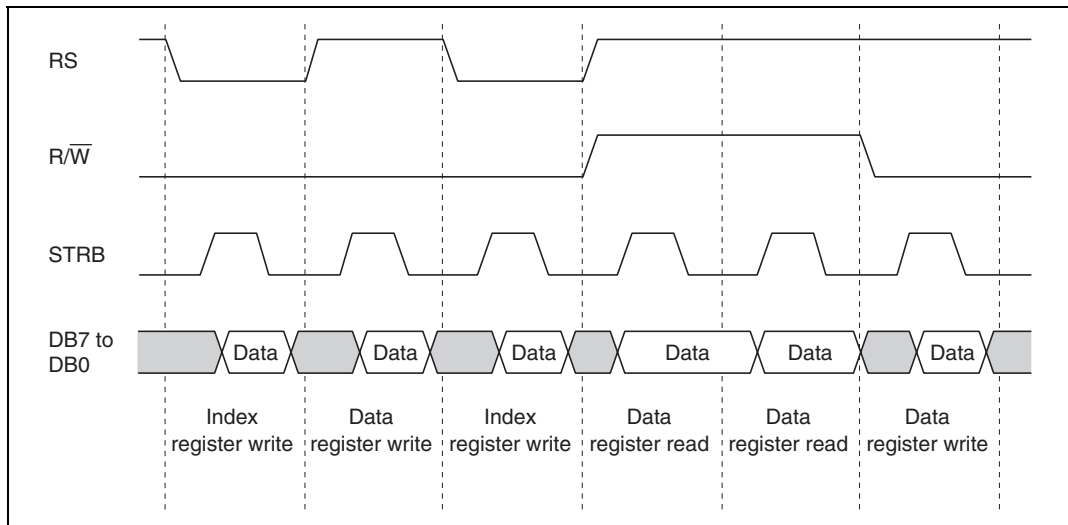 RS
R/W̅
STRB
DB7 to
DB0
Data
Data
Data
Data
Data
Data
Index
register write
Data
register write
Index
register write
Data
register read
Data
register read
Data
register write